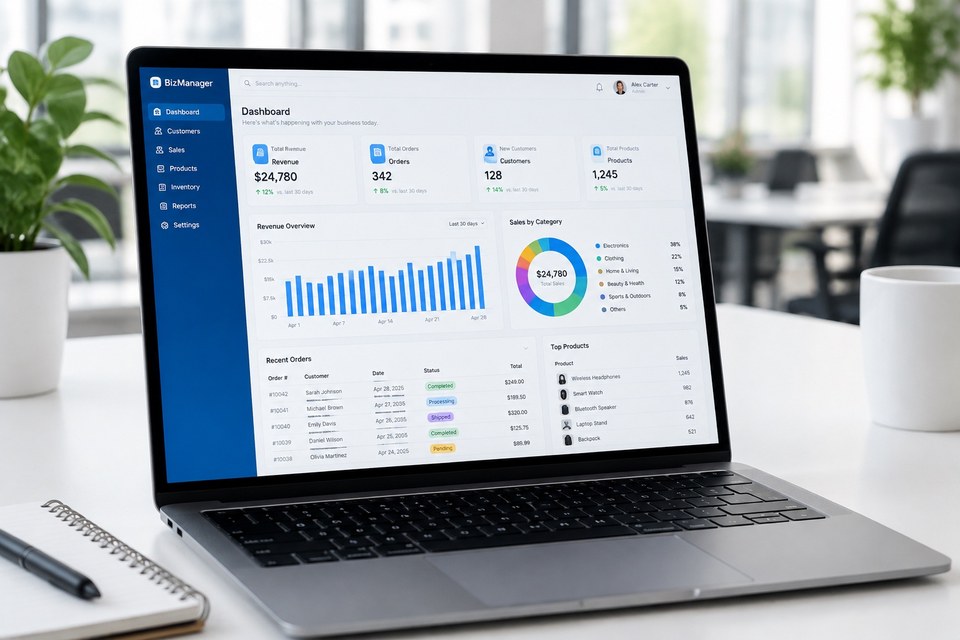 BizManager
Search anything...
Alex Carter
Dashboard
Customers
Sales
Products
Inventory
Reports
Settings
Dashboard
Here's what's happening with your business today.
Total Revenue
Revenue
$24,780
↑ 12% vs. last 30 days
Total Orders
Orders
342
↑ 8% vs last 30 days
New Customers
Customers
128
↑ 14% vs. last 30 days
Total Products
Products
1,245
↑ 5% vs. last 30 days
Revenue Overview
Last 30 days
$30k
$22.5k
$7.5k
$0
Apr 1
Apr 7
Apr 14
Apr 21
Apr 28
Sales by Category
$24,780
Total Sales
Electronics 38%
Clothing 22%
Home & Living 15%
Beauty & Health 12%
Sports & Outdoors 8%
Others 5%
Recent Orders
Order # Customer Date Status Total
#10042 Sarah Johnson Apr 28, 2025 Completed $249.00
#10041 Michael Brown Apr 27, 2025 Processing $189.50
#10040 Emily Davis Apr 26, 2025 Shipped $320.00
#10039 Daniel Wilson Apr 25, 2025 Completed $125.75
#10038 Olivia Martinez Apr 24, 2025 Pending $89.99
Top Products
Product Sales
Wireless Headphones 1,245
Smart Watch 982
Bluetooth Speaker 876
Laptop Stand 642
Backpack 521